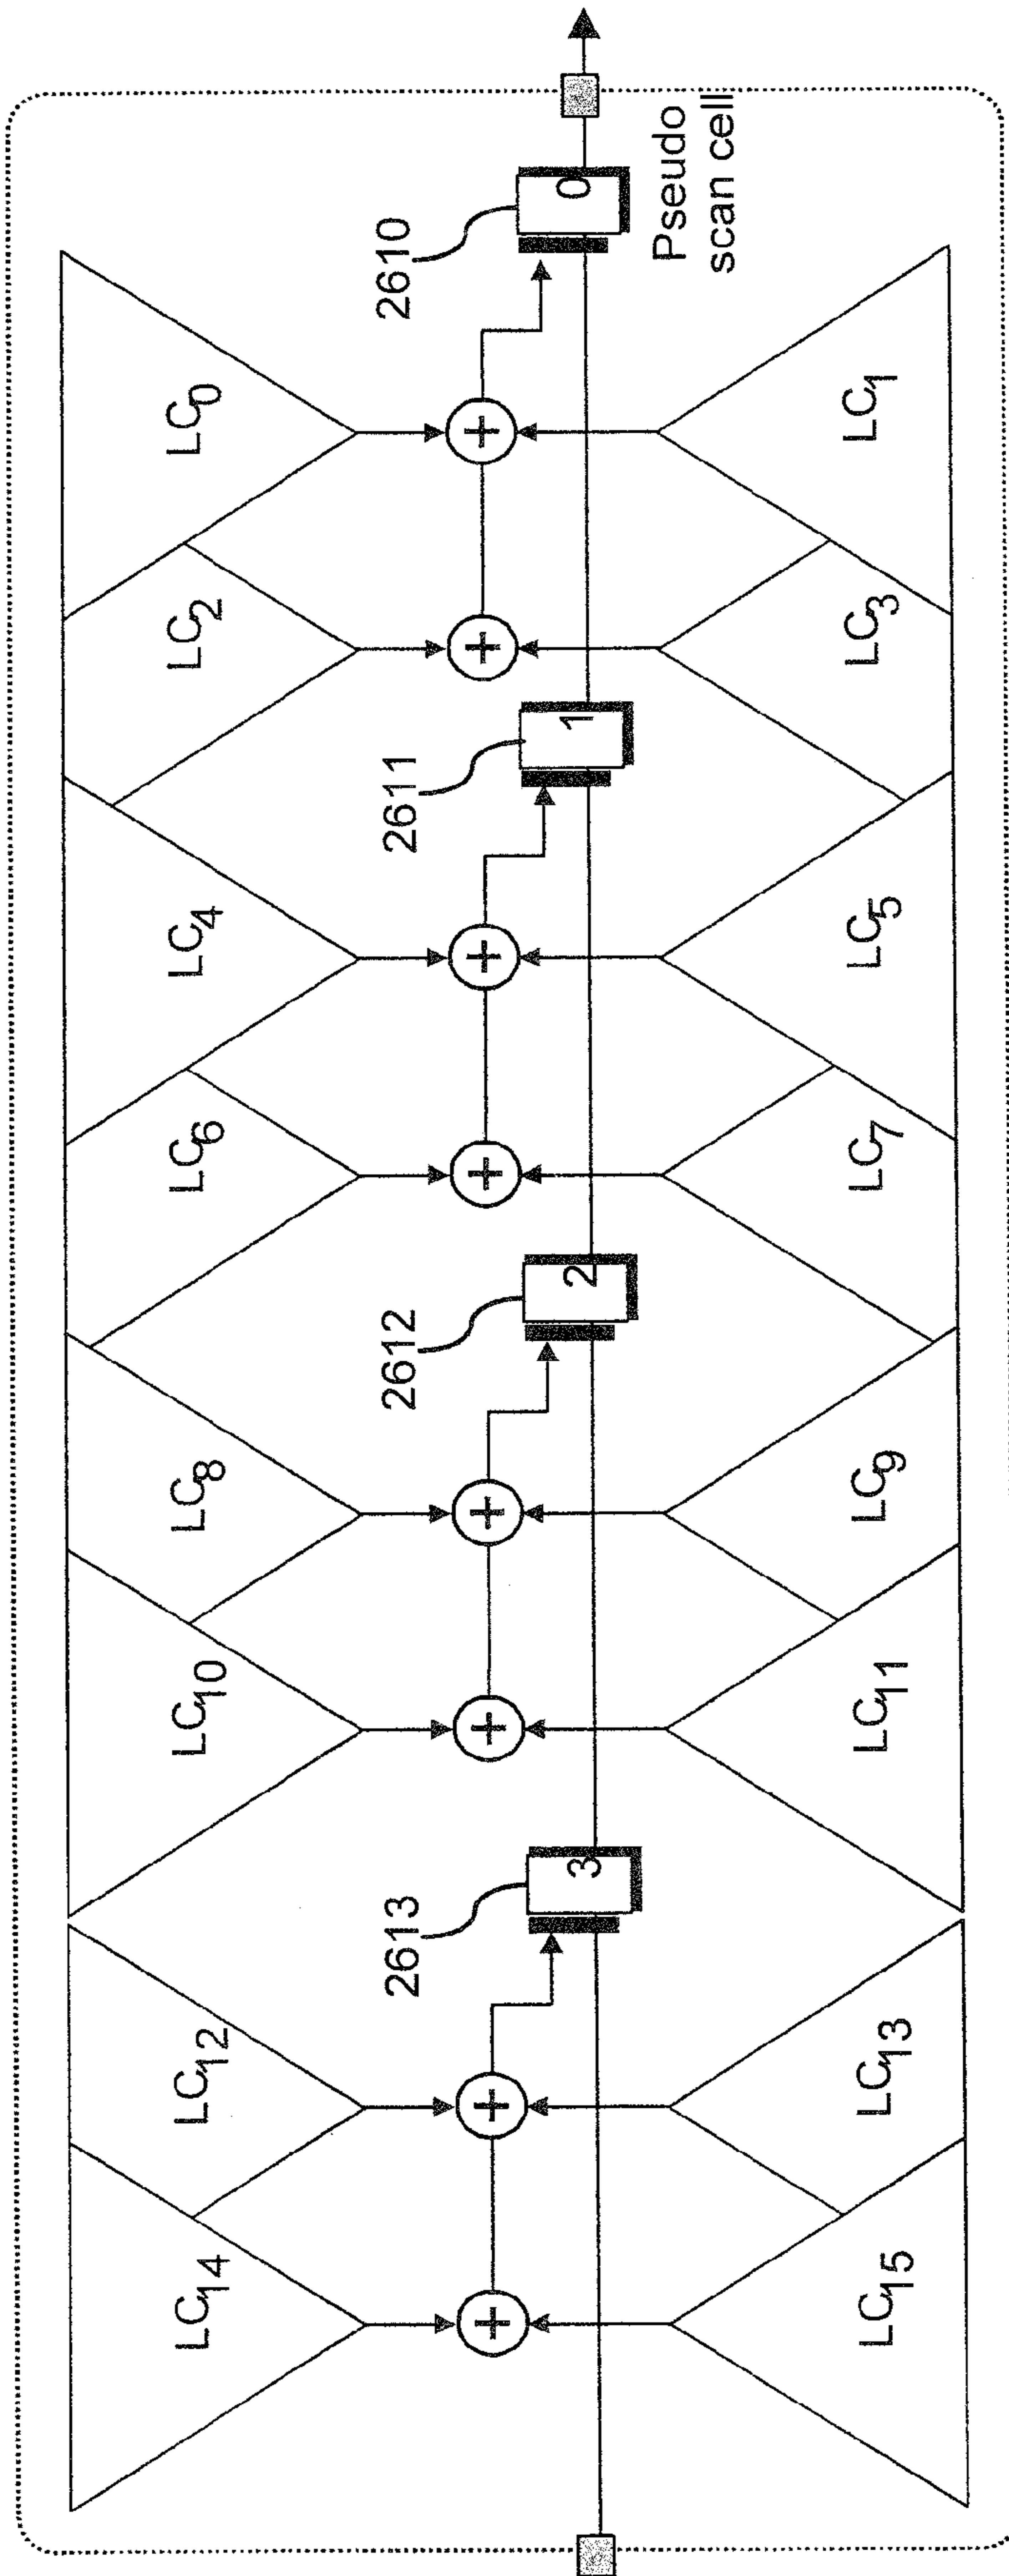 LC14
LC12
LC10
LC8
LC6
LC4
LC2
LC0
2613
2612
2611
2610
+
+
+
+
+
+
+
+
3
2
1
0
Pseudo
scan cell
LC15
LC13
LC11
LC9
LC7
LC5
LC3
LC1